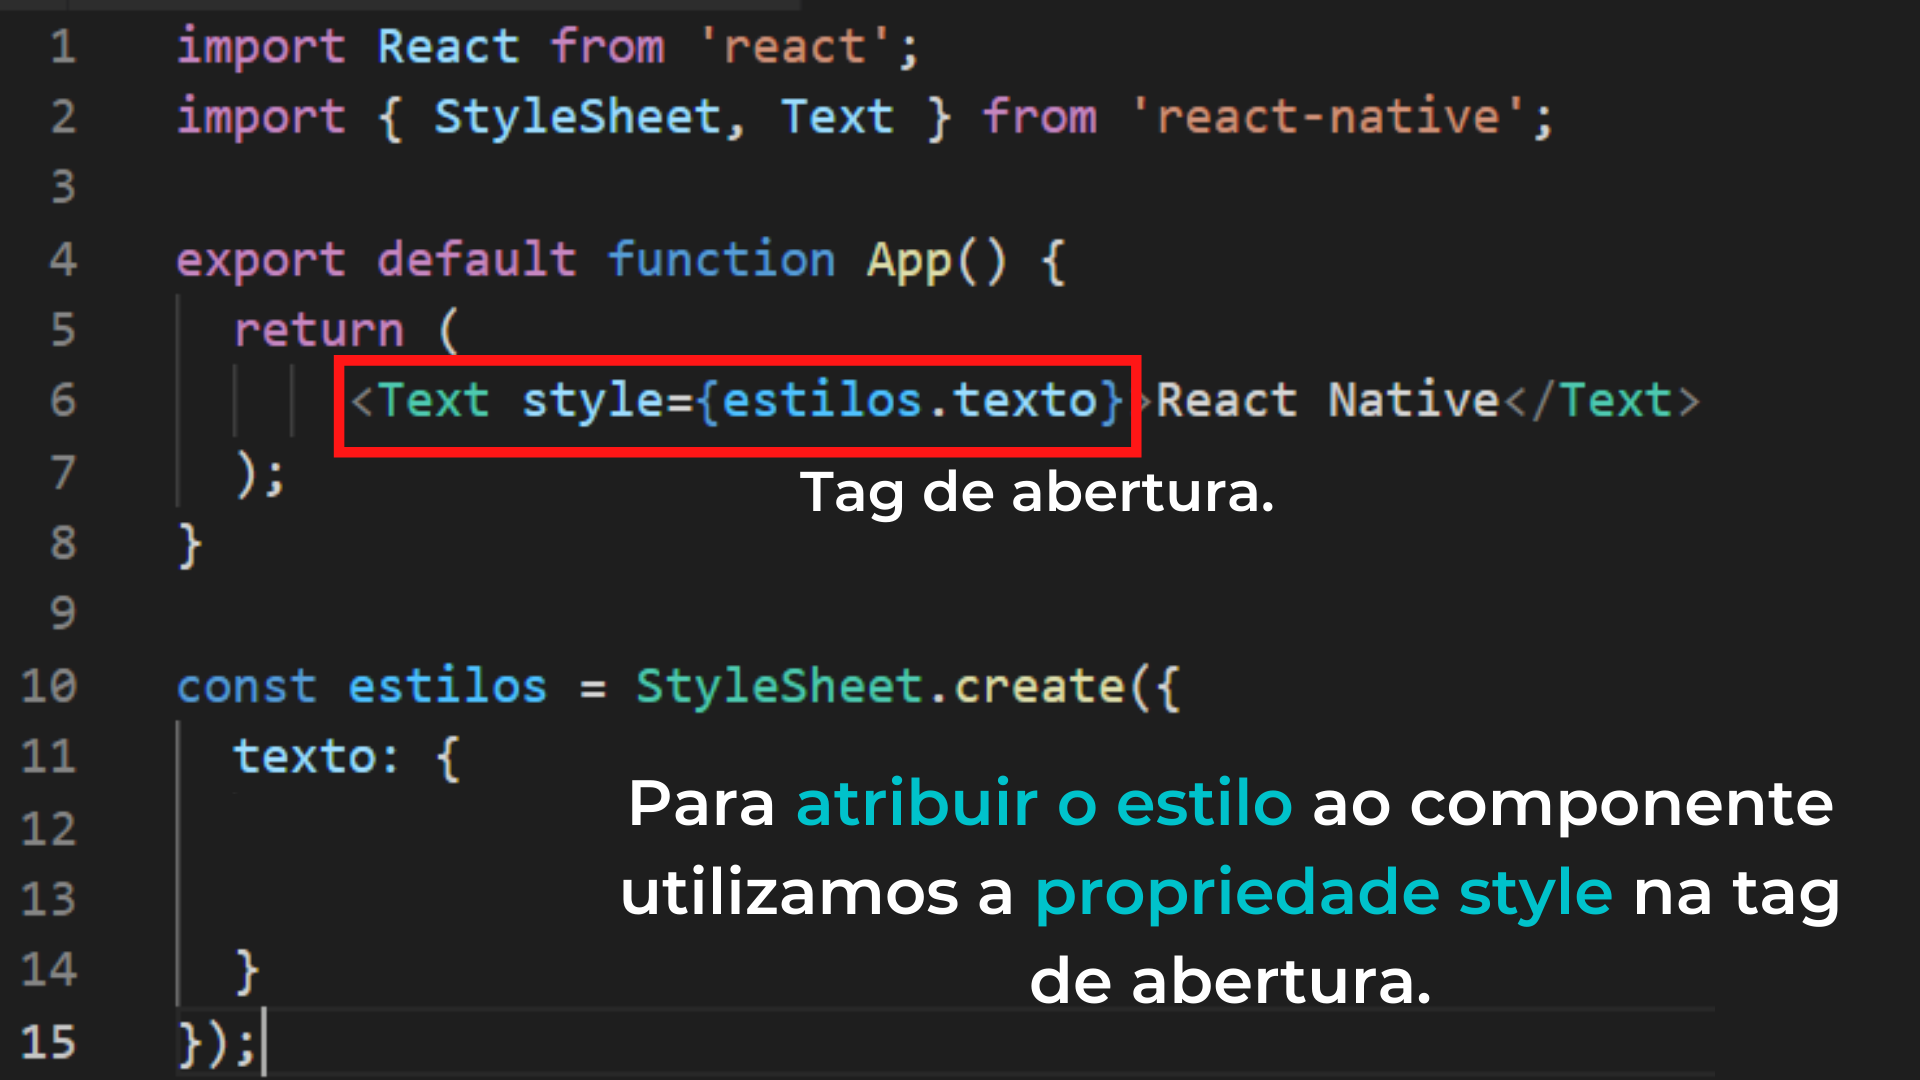 1 import React from 'react';
2 import { StyleSheet, Text } from 'react-native';
3
4 export default function App() {
5 return (
6 <Text style={estilos.texto}>React Native</Text>
7 );
Tag de abertura.
8 }
9
10 const estilos = StyleSheet.create({
11 texto: {
Para atribuir o estilo ao componente
12
utilizamos a propriedade style na tag
13
14 }
de abertura.
15 });